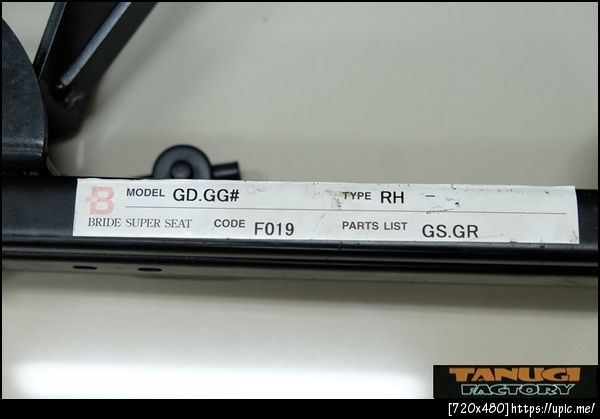 B MODEL GD.GG# TYPE RH -
BRIDE SUPER SEAT CODE F019 PARTS LIST GS.GR
TANUGI
FACTORY
[720x480]https://upic.me/